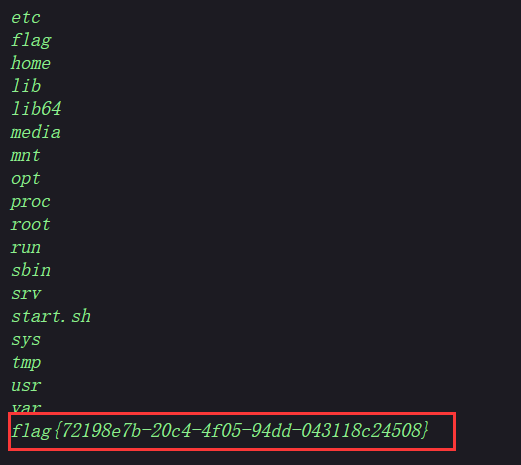 etc
flag
home
lib
lib64
media
mnt
opt
proc
root
run
sbin
srv
start.sh
sys
tmp
usr
var
flag{72198e7b-20c4-4f05-94dd-043118c24508}